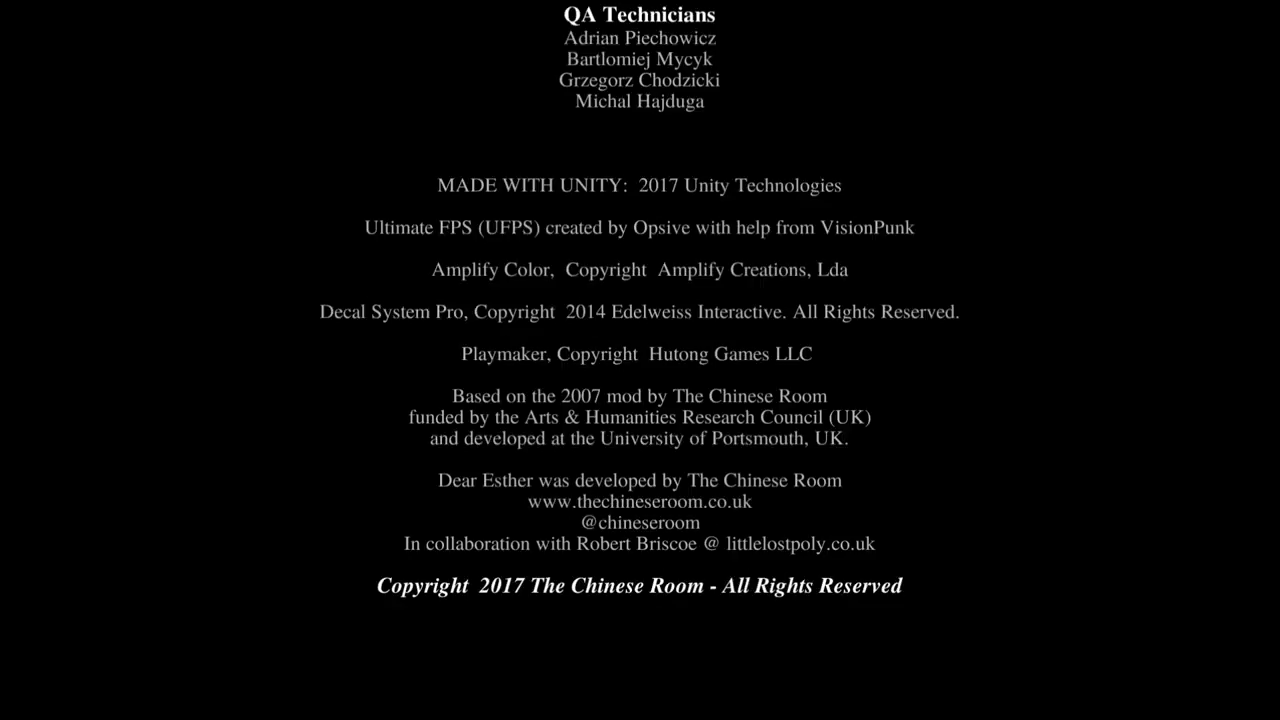 QA Technicians
Adrian Piechowicz
Bartlomiej Mycyk
Grzegorz Chodzicki
Michal Hajduga
MADE WITH UNITY:  2017 Unity Technologies
Ultimate FPS (UFPS) created by Opsive with help from VisionPunk
Amplify Color,  Copyright  Amplify Creations, Lda
Decal System Pro, Copyright  2014 Edelweiss Interactive. All Rights Reserved.
Playmaker, Copyright  Hutong Games LLC
Based on the 2007 mod by The Chinese Room
funded by the Arts & Humanities Research Council (UK)
and developed at the University of Portsmouth, UK.
Dear Esther was developed by The Chinese Room
www.thechineseroom.co.uk
@chineseroom
In collaboration with Robert Briscoe @ littlelostpoly.co.uk
Copyright  2017 The Chinese Room - All Rights Reserved